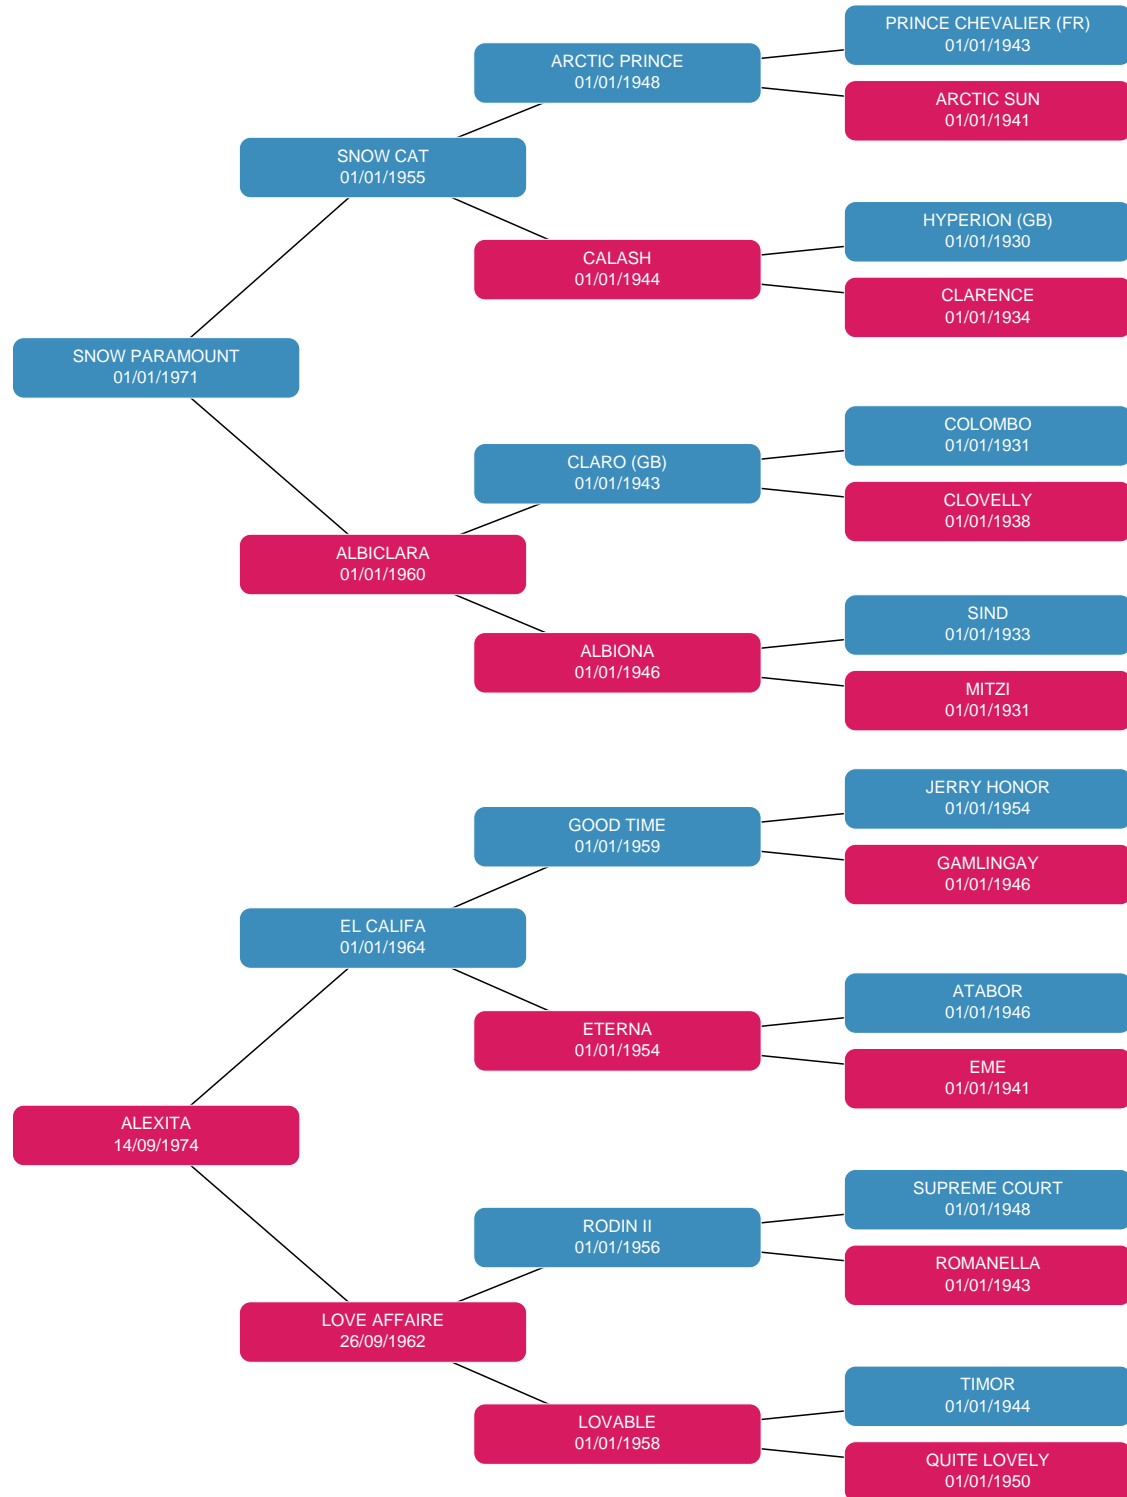 PRINCE CHEVALIER (FR)
01/01/1943
ARCTIC PRINCE
01/01/1948
ARCTIC SUN
01/01/1941
SNOW CAT
01/01/1955
HYPERION (GB)
01/01/1930
CALASH
01/01/1944
CLARENCE
01/01/1934
SNOW PARAMOUNT
01/01/1971
COLOMBO
01/01/1931
CLARO (GB)
01/01/1943
CLOVELLY
01/01/1938
ALBICLARA
01/01/1960
SIND
01/01/1933
ALBIONA
01/01/1946
MITZI
01/01/1931
JERRY HONOR
01/01/1954
GOOD TIME
01/01/1959
GAMLINGAY
01/01/1946
EL CALIFA
01/01/1964
ATABOR
01/01/1946
ETERNA
01/01/1954
EME
01/01/1941
ALEXITA
14/09/1974
SUPREME COURT
01/01/1948
RODIN II
01/01/1956
ROMANELLA
01/01/1943
LOVE AFFAIRE
26/09/1962
TIMOR
01/01/1944
LOVABLE
01/01/1958
QUITE LOVELY
01/01/1950